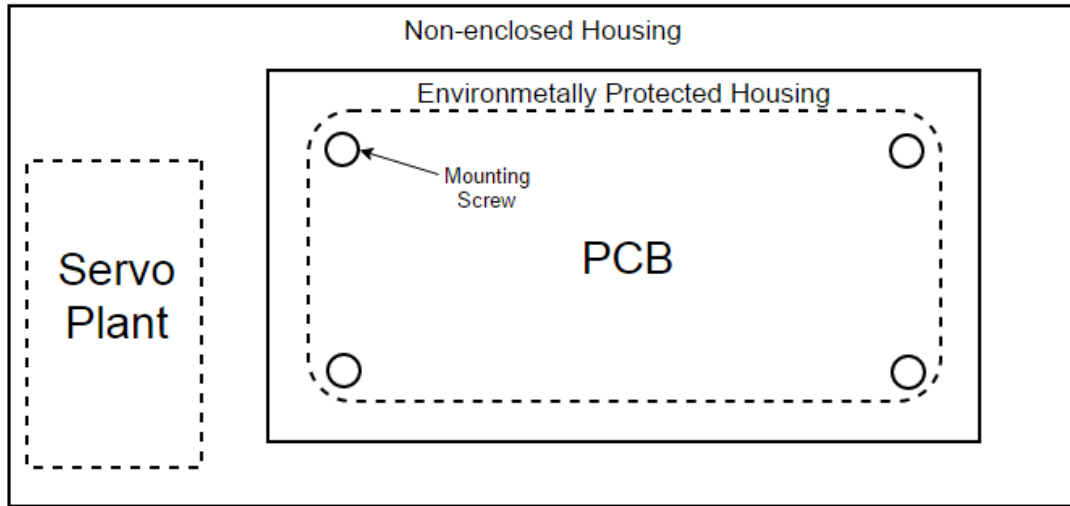 Non-enclosed Housing
Environmetally Protected Housing
Mounting
Screw
PCB
Servo
Plant